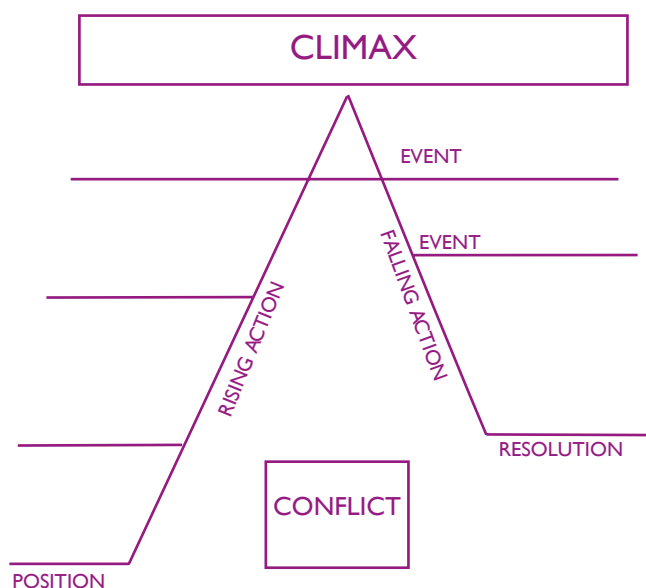 CLIMAX
EVENT
EVENT
RISING ACTION
FALLING ACTION
RESOLUTION
CONFLICT
POSITION